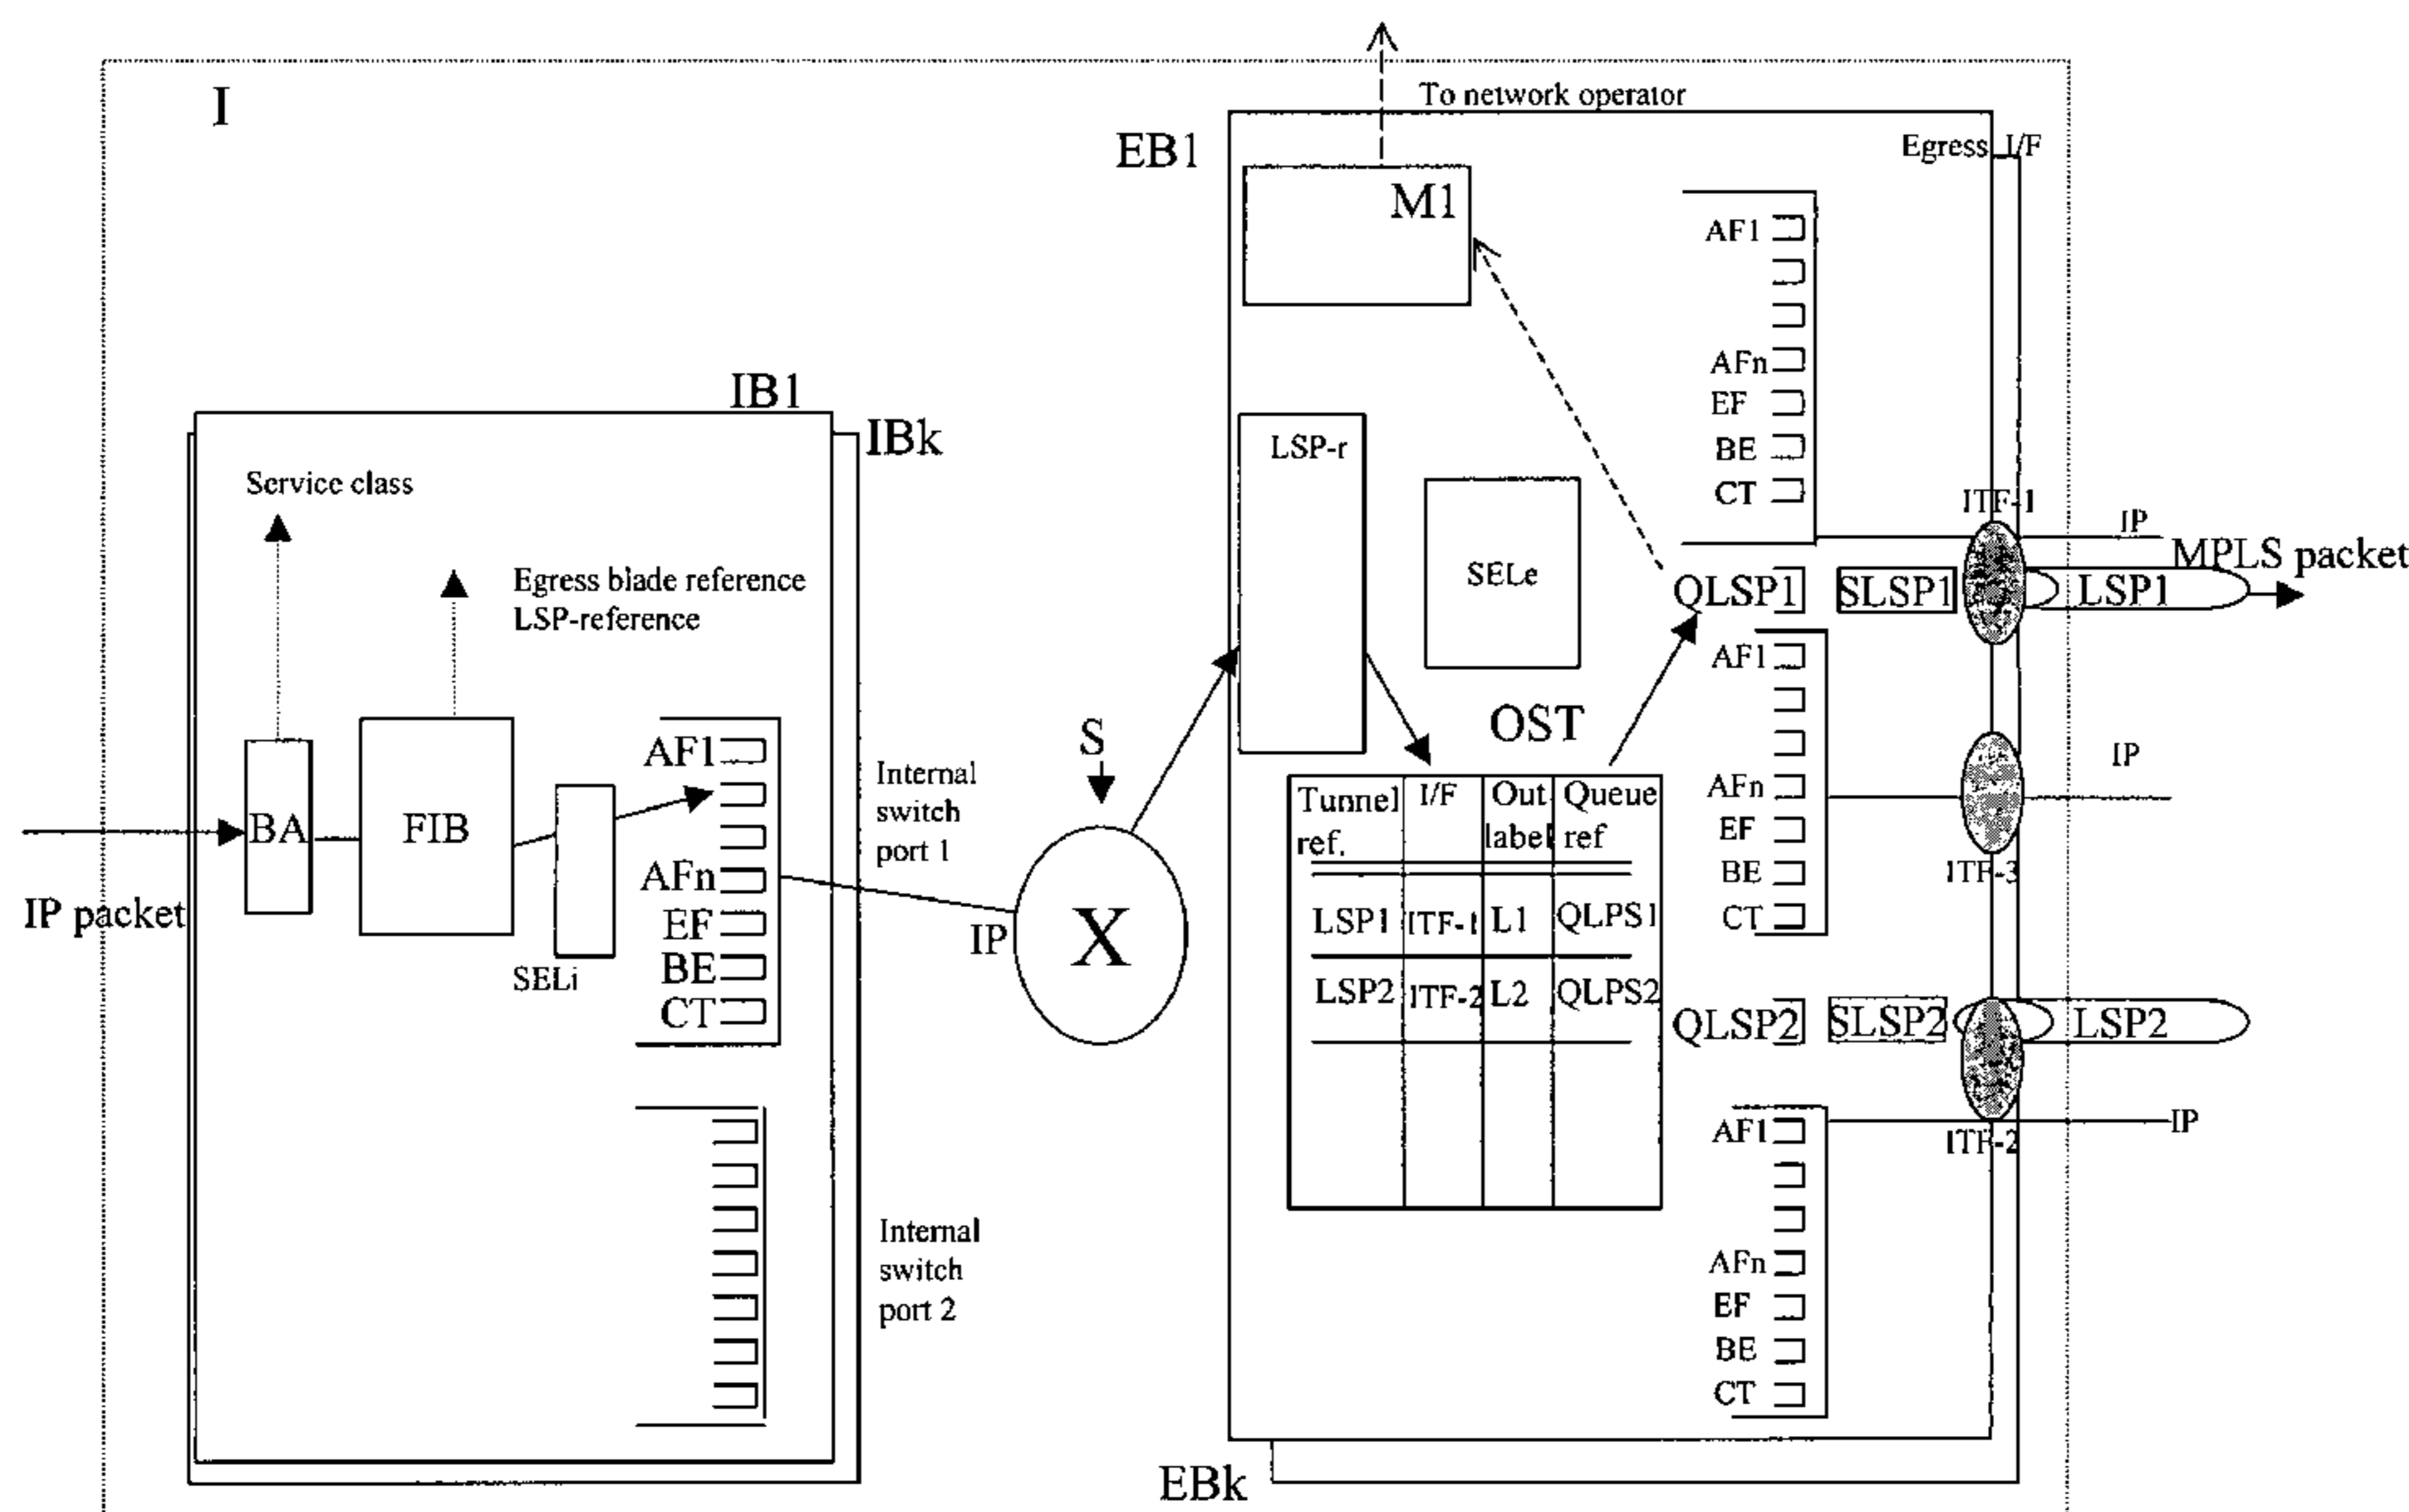 To network operator
I
EB1
Egress I/F
M1
AF1
AFn
EF
BE
CT
IB1
IBk
LSP-r
SELe
Service class
Egress blade reference
LSP-reference
ITF-1
IP
MPLS packet
QLSP1
SLSP1
LSP1
AF1
AFn
EF
BE
CT
IP
ITF-3
OST
S
AF1
AFn
EF
BE
CT
Internal
switch
port 1
BA
FIB
SELi
IP packet
IP
X
Tunnel
ref.
I/F
Out
label
Queue
ref
LSP1 ITF-1 L1 QLPS1
LSP2 ITF-2 L2 QLPS2
QLSP2
SLSP2
LSP2
IP
ITF-2
AF1
AFn
EF
BE
CT
Internal
switch
port 2
EBk